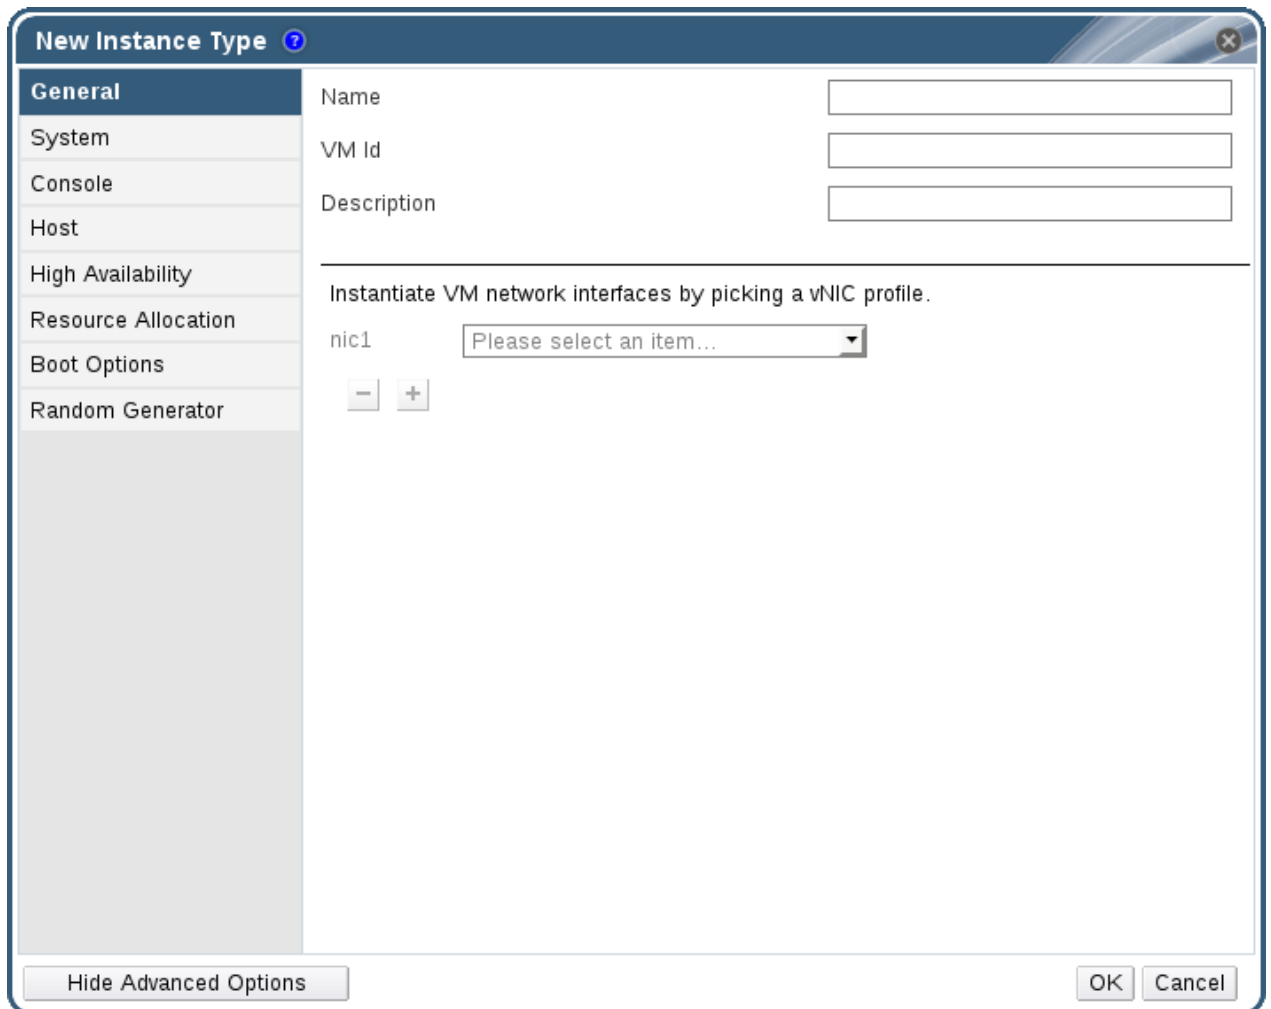 New Instance Type ?
General
System
Console
Host
High Availability
Resource Allocation
Boot Options
Random Generator
Name
VM Id
Description
Instantiate VM network interfaces by picking a vNIC profile.
nic1 Please select an item...
− +
Hide Advanced Options
OK Cancel